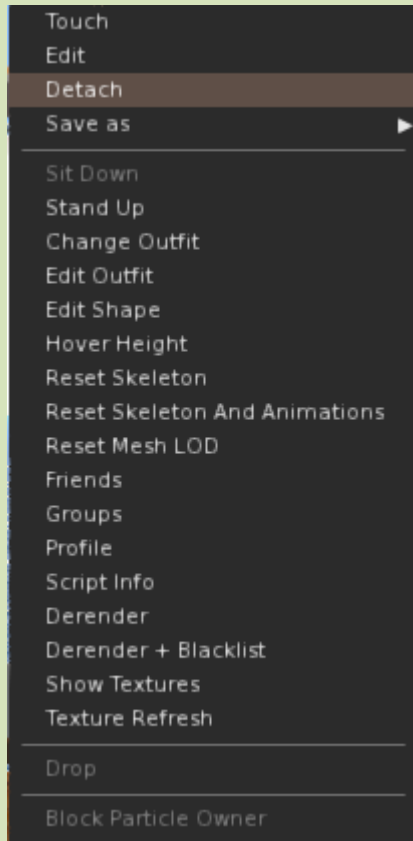 Touch
Edit
Detach
Save as
Sit Down
Stand Up
Change Outfit
Edit Outfit
Edit Shape
Hover Height
Reset Skeleton
Reset Skeleton And Animations
Reset Mesh LOD
Friends
Groups
Profile
Script Info
Derender
Derender + Blacklist
Show Textures
Texture Refresh
Drop
Block Particle Owner